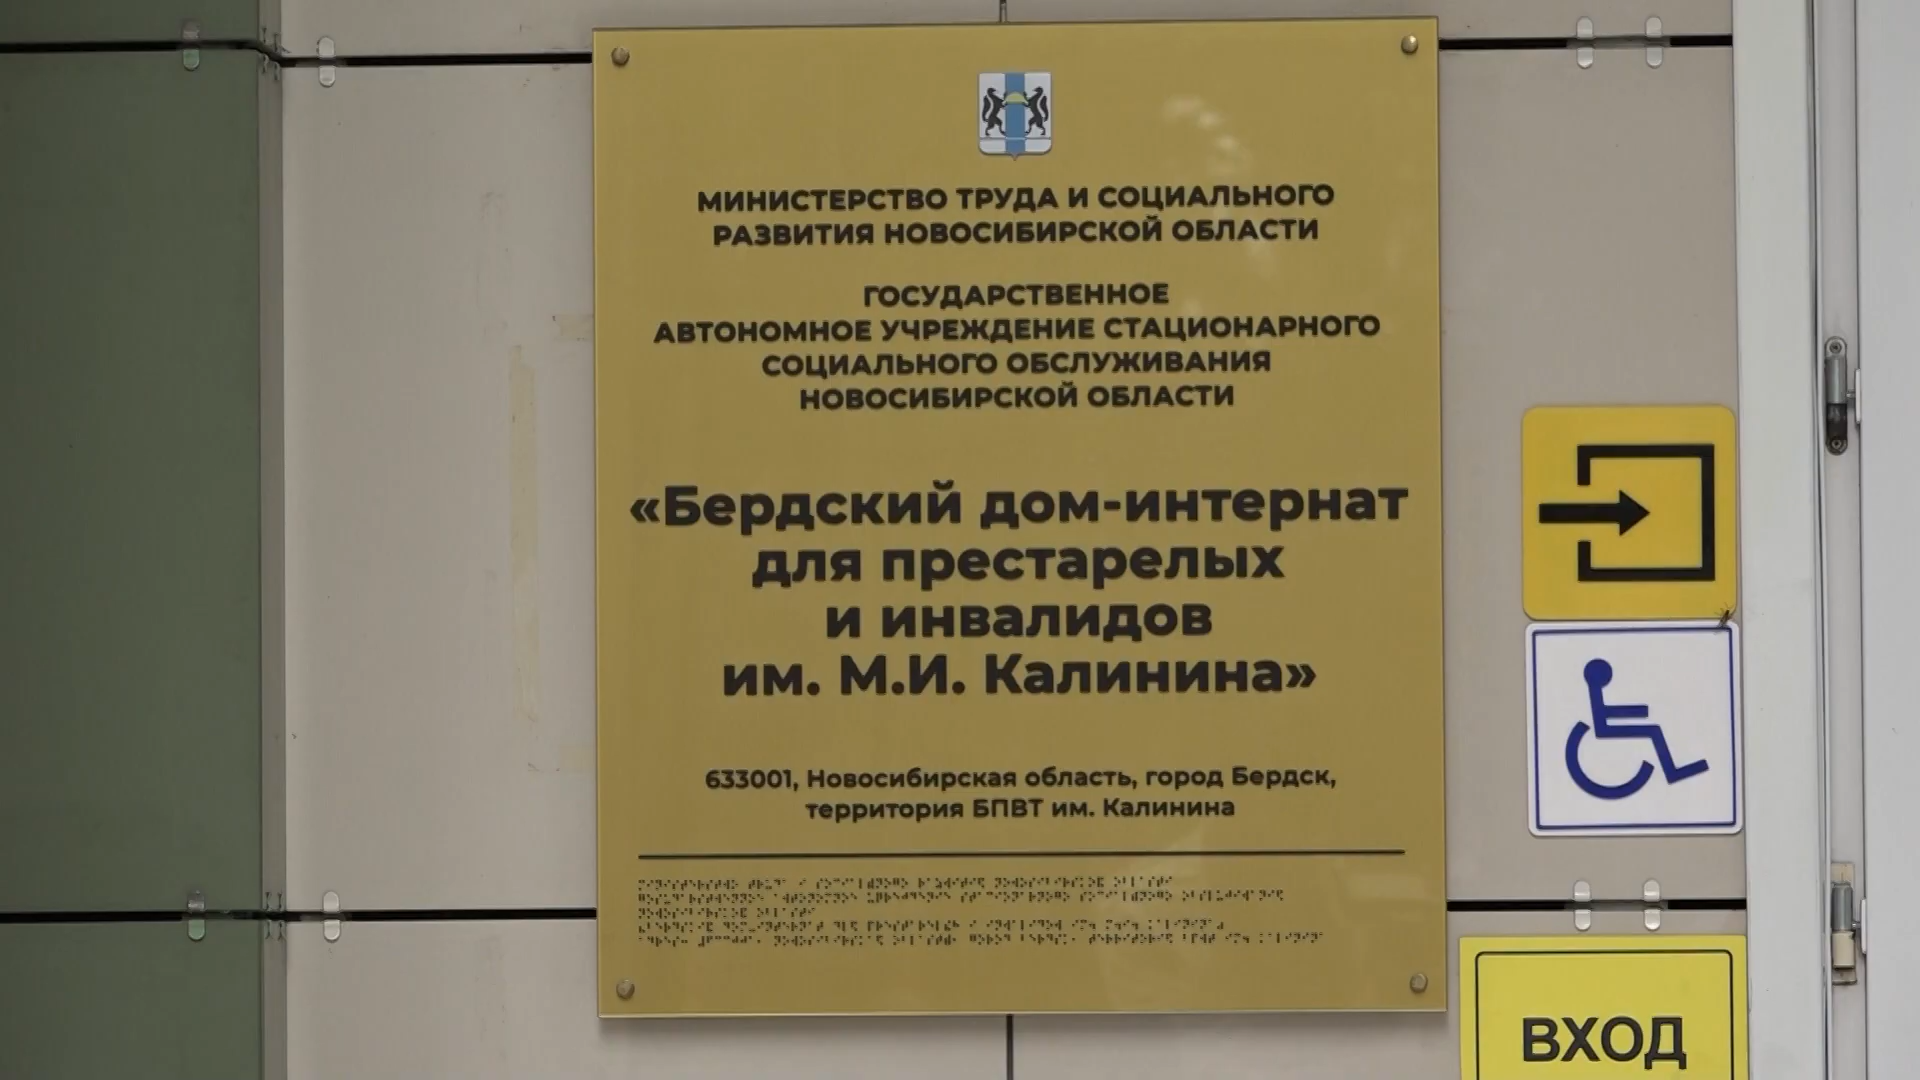 МИНИСТЕРСТВО ТРУДА И СОЦИАЛЬНОГО
РАЗВИТИЯ НОВОСИБИРСКОЙ ОБЛАСТИ
ГОСУДАРСТВЕННОЕ
АВТОНОМНОЕ УЧРЕЖДЕНИЕ СТАЦИОНАРНОГО
СОЦИАЛЬНОГО ОБСЛУЖИВАНИЯ
НОВОСИБИРСКОЙ ОБЛАСТИ
«Бердский дом-интернат
для престарелых
и инвалидов
им. М.И. Калинина»
633001, Новосибирская область, город Бердск,
территория БПВТ им. Калинина
ВХОД